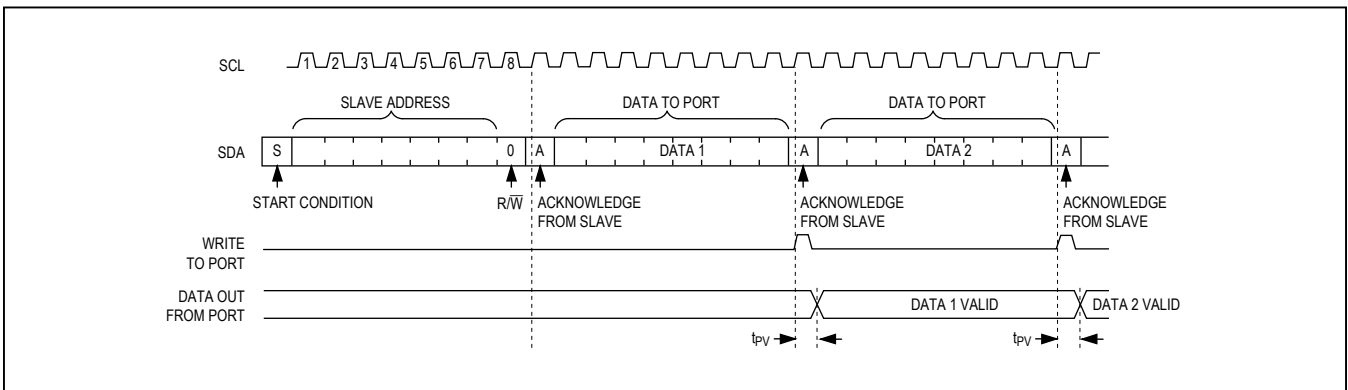 SCL 1 2 3 4 5 6 7 8
SLAVE ADDRESS DATA TO PORT DATA TO PORT
SDA S 0 A DATA 1 A DATA 2 A
START CONDITION R/W̅ ACKNOWLEDGE ACKNOWLEDGE ACKNOWLEDGE
FROM SLAVE FROM SLAVE FROM SLAVE
WRITE
TO PORT
DATA OUT
FROM PORT DATA 1 VALID DATA 2 VALID
tPV tPV